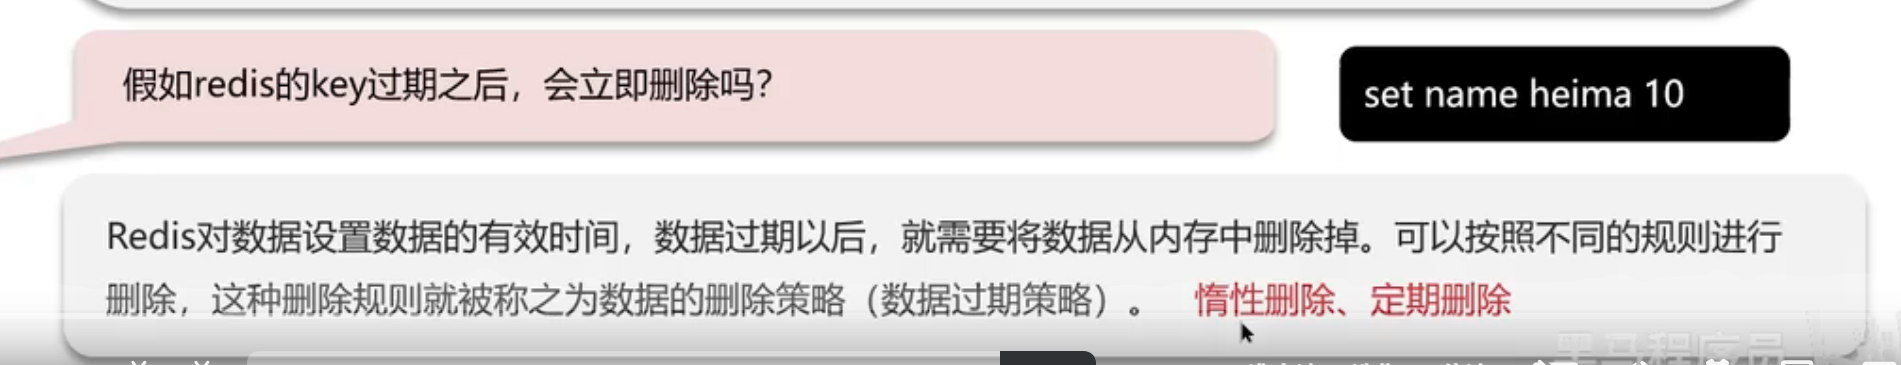 假如redis的key过期之后，会立即删除吗？
set name heima 10
Redis对数据设置数据的有效时间，数据过期以后，就需要将数据从内存中删除掉。可以按照不同的规则进行
删除，这种删除规则就被称之为数据的删除策略（数据过期策略）。 惰性删除、定期删除
黑马程序员